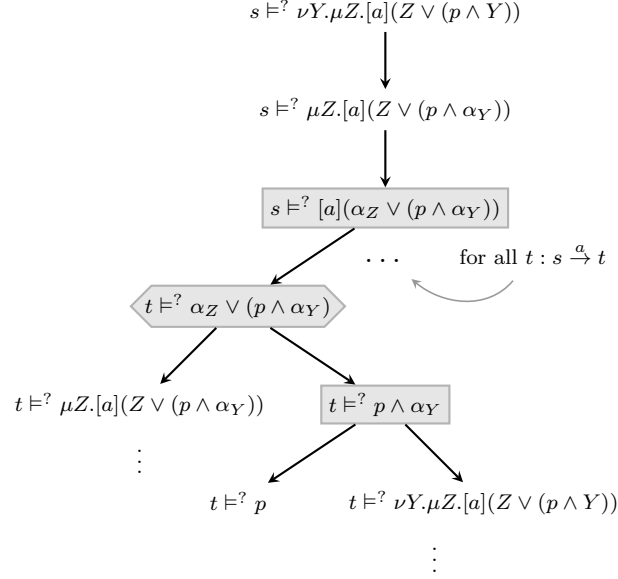 s ⊨? νY.μZ.[a](Z ∨ (p ∧ Y))
s ⊨? μZ.[a](Z ∨ (p ∧ α_Y))
s ⊨? [a](α_Z ∨ (p ∧ α_Y))
... for all t : s →^a t
t ⊨? α_Z ∨ (p ∧ α_Y)
t ⊨? μZ.[a](Z ∨ (p ∧ α_Y)) t ⊨? p ∧ α_Y
⋮
t ⊨? p t ⊨? νY.μZ.[a](Z ∨ (p ∧ Y))
⋮